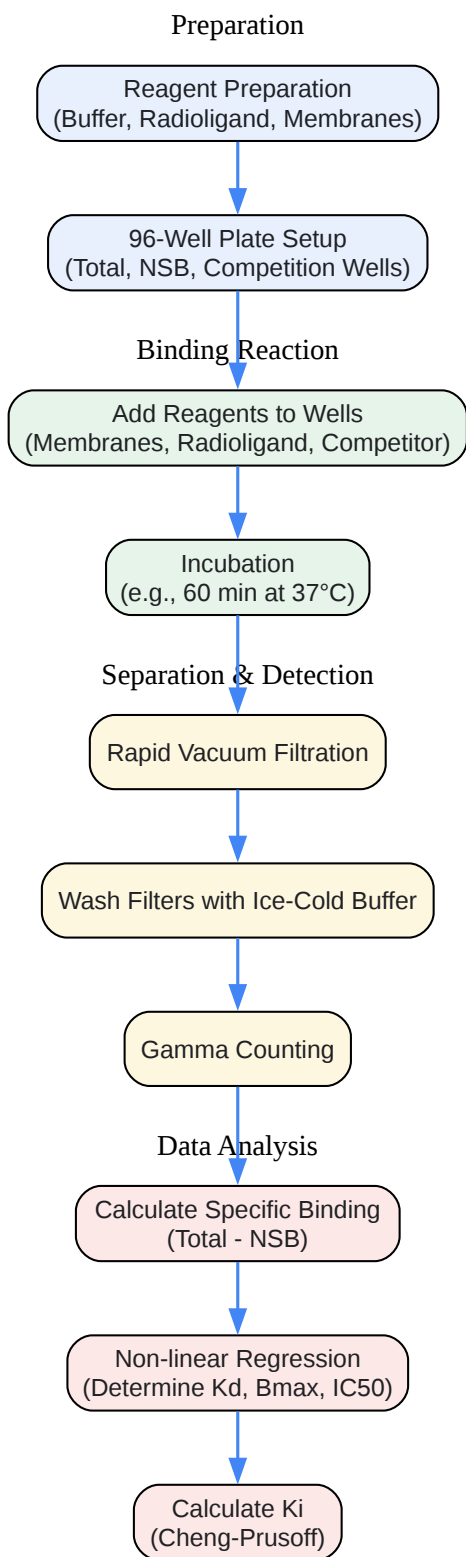 Preparation
Reagent Preparation
(Buffer, Radioligand, Membranes)
96-Well Plate Setup
(Total, NSB, Competition Wells)
Binding Reaction
Add Reagents to Wells
(Membranes, Radioligand, Competitor)
Incubation
(e.g., 60 min at 37°C)
Separation & Detection
Rapid Vacuum Filtration
Wash Filters with Ice-Cold Buffer
Gamma Counting
Data Analysis
Calculate Specific Binding
(Total - NSB)
Non-linear Regression
(Determine Kd, Bmax, IC50)
Calculate Ki
(Cheng-Prusoff)